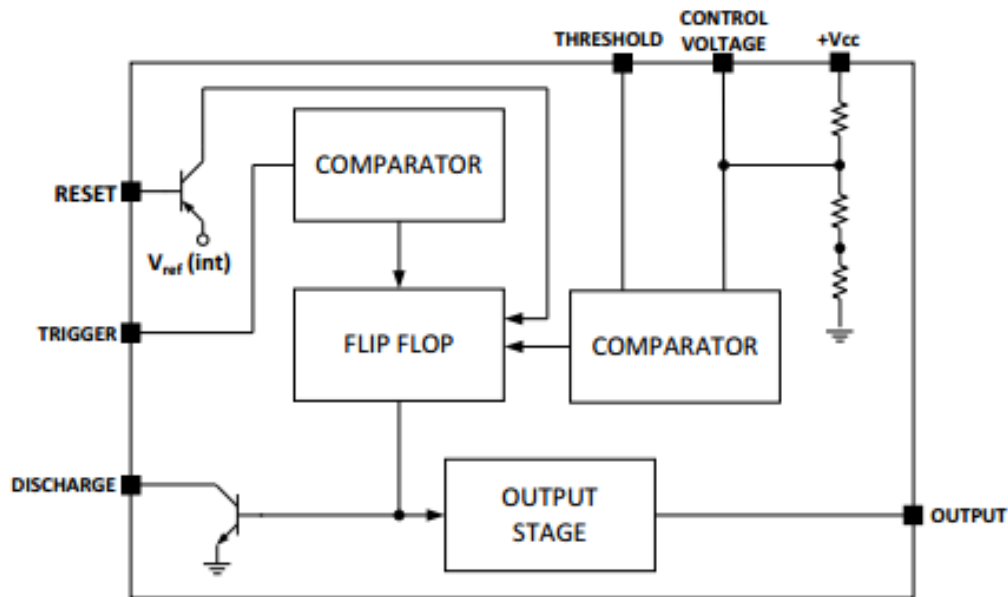 THRESHOLD
CONTROL
VOLTAGE
+Vcc
COMPARATOR
RESET
Vref (int)
TRIGGER
FLIP FLOP
COMPARATOR
DISCHARGE
OUTPUT
STAGE
OUTPUT